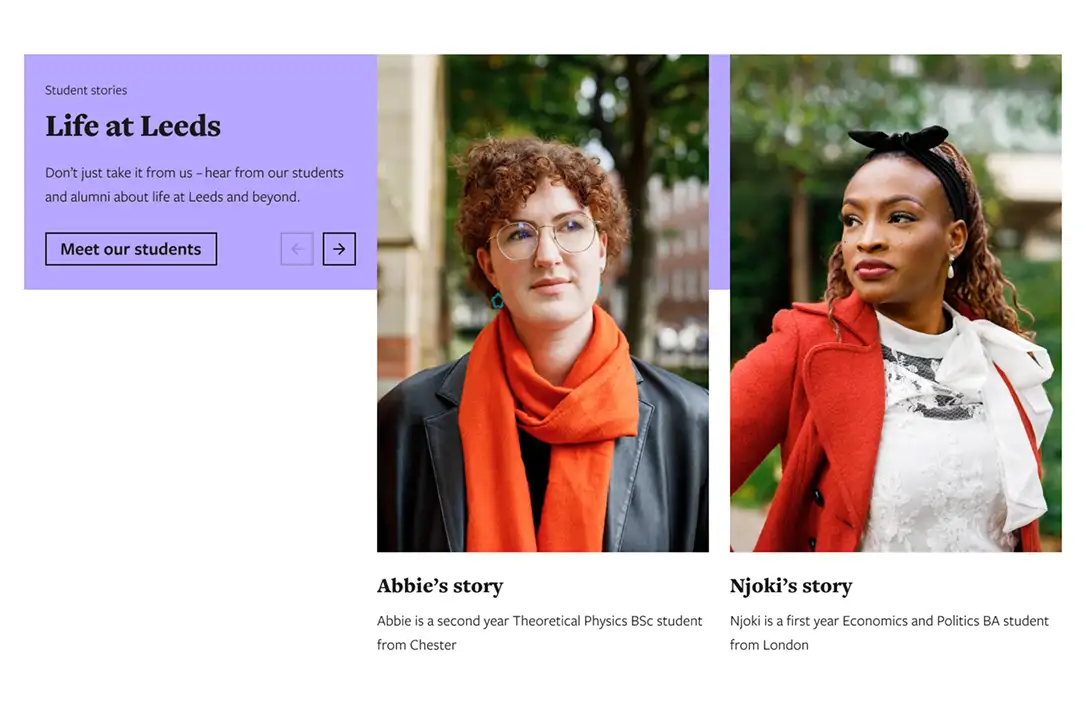 Student stories
Life at Leeds
Don’t just take it from us – hear from our students
and alumni about life at Leeds and beyond.
Meet our students
Abbie’s story
Abbie is a second year Theoretical Physics BSc student
from Chester
Njoki’s story
Njoki is a first year Economics and Politics BA student
from London